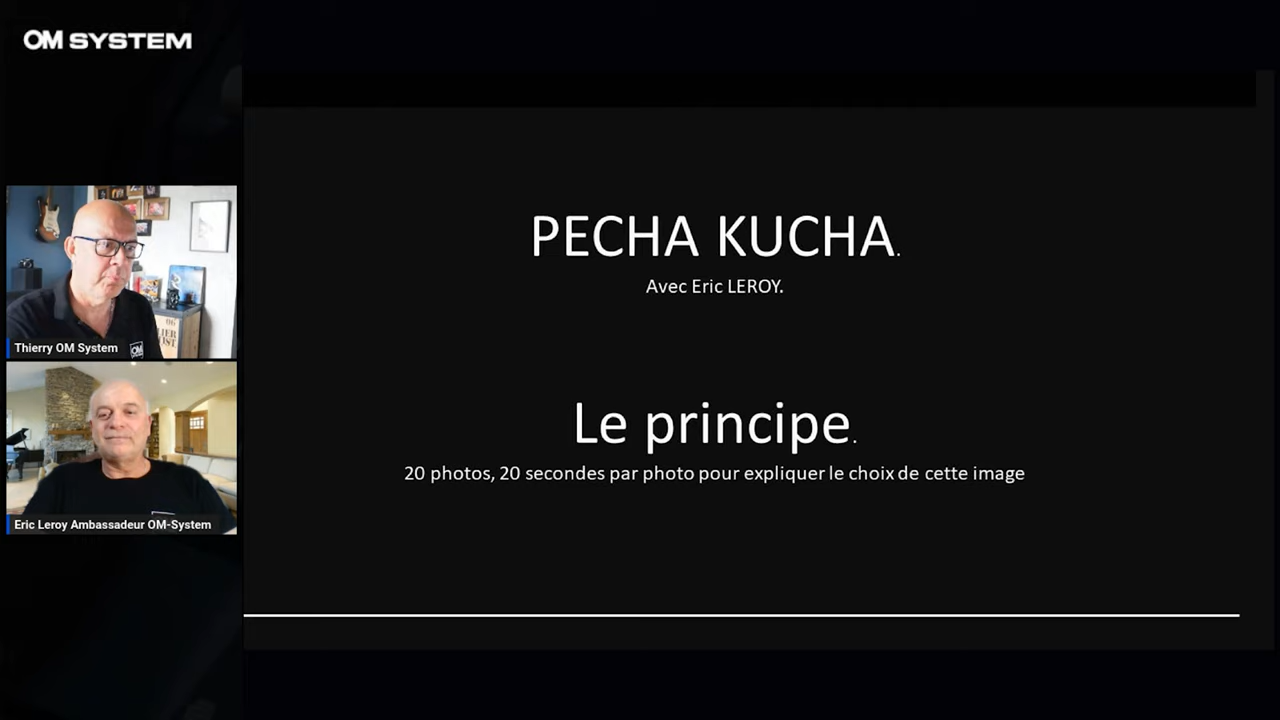 OM SYSTEM
PECHA KUCHA.
Avec Eric LEROY.
Le principe.
20 photos, 20 secondes par photo pour expliquer le choix de cette image
Thierry OM System
OM
Eric Leroy Ambassadeur OM-System